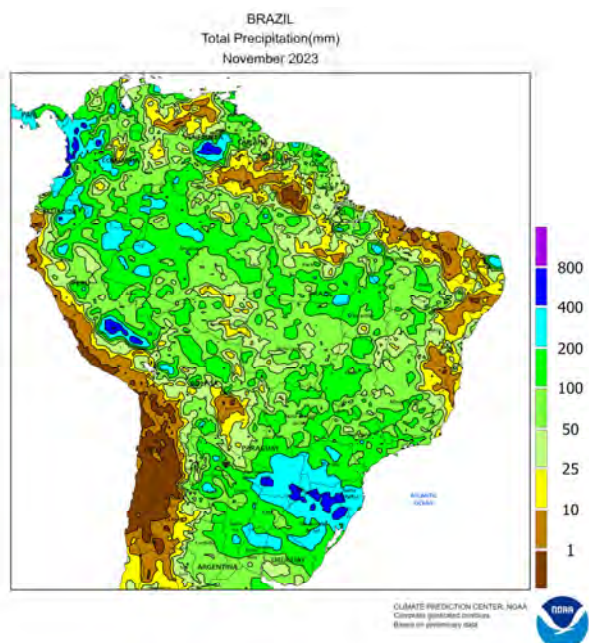 BRAZIL
Total Precipitation(mm)
November 2023
800
400
200
100
50
25
10
1
PARAGUAY
ATLANTIC
OCEAN
ARGENTINA
URUGUAY
CLIMATE PREDICTION CENTER, NOAA
Computer generated contours
Based on preliminary data
NOAA